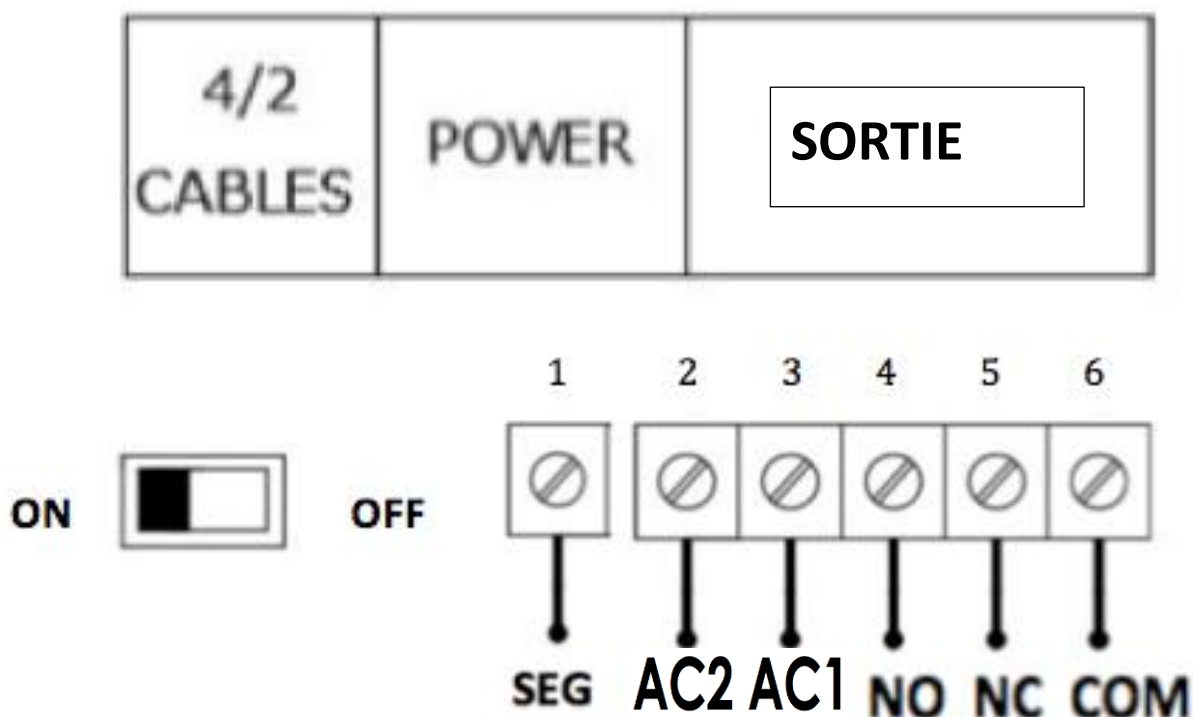 4/2
CABLES
POWER
SORTIE
1 2 3 4 5 6
ON OFF
SEG AC2 AC1 NO NC COM